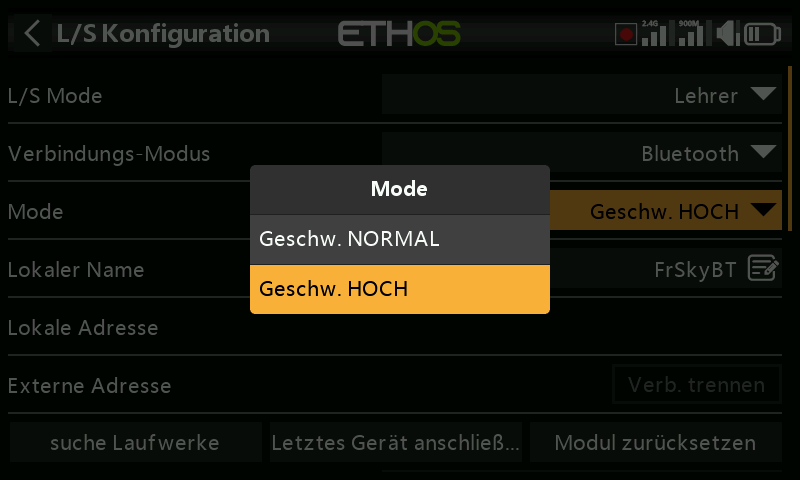 L/S Konfiguration
ETHOS
2.4G
900M
L/S Mode
Lehrer
Verbindungs-Modus
Bluetooth
Mode
Geschw. HOCH
Mode
Geschw. NORMAL
Geschw. HOCH
Lokaler Name
FrSkyBT
Lokale Adresse
Externe Adresse
Verb. trennen
suche Laufwerke
Letztes Gerät anschließ...
Modul zurücksetzen